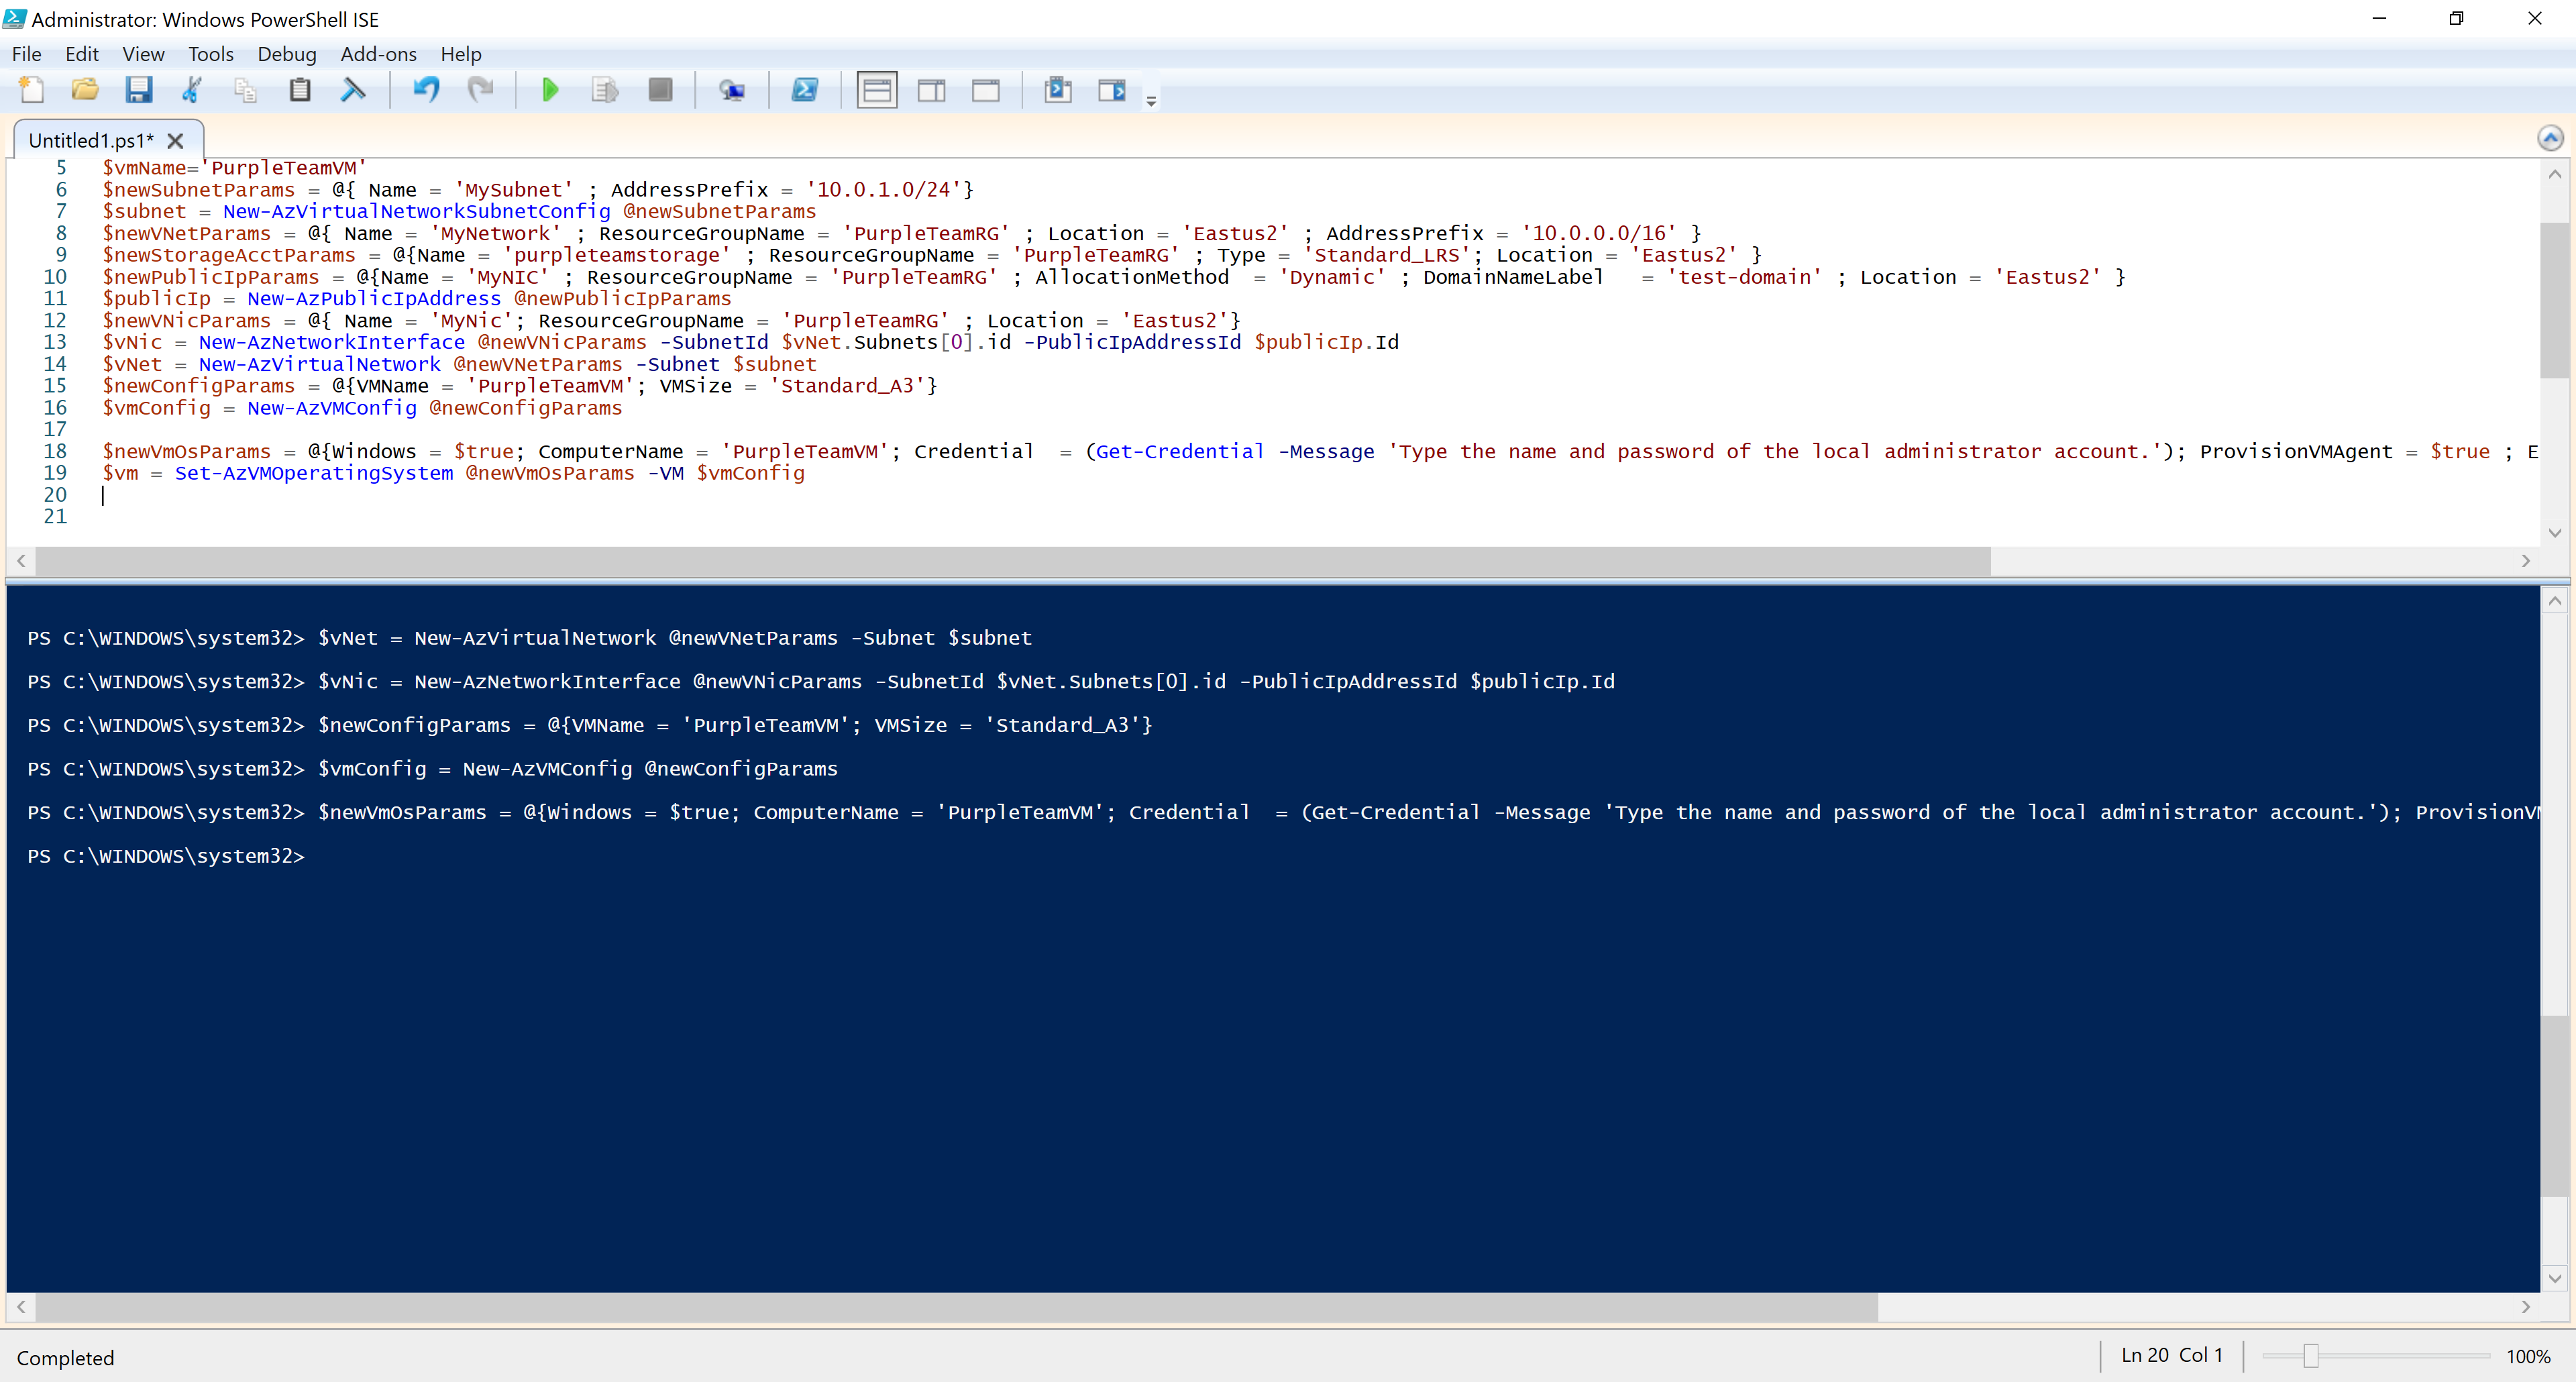 Administrator: Windows PowerShell ISE
File Edit View Tools Debug Add-ons Help
Untitled1.ps1*
5 $vmName='PurpleTeamVM'
6 $newSubnetParams = @{ Name = 'MySubnet' ; AddressPrefix = '10.0.1.0/24'}
7 $subnet = New-AzVirtualNetworkSubnetConfig @newSubnetParams
8 $newVNetParams = @{ Name = 'MyNetwork' ; ResourceGroupName = 'PurpleTeamRG' ; Location = 'Eastus2' ; AddressPrefix = '10.0.0.0/16' }
9 $newStorageAcctParams = @{Name = 'purpleteamstorage' ; ResourceGroupName = 'PurpleTeamRG' ; Type = 'Standard_LRS'; Location = 'Eastus2' }
10 $newPublicIpParams = @{Name = 'MyNIC' ; ResourceGroupName = 'PurpleTeamRG' ; AllocationMethod  = 'Dynamic' ; DomainNameLabel   = 'test-domain' ; Location = 'Eastus2' }
11 $publicIp = New-AzPublicIpAddress @newPublicIpParams
12 $newVNicParams = @{ Name = 'MyNic'; ResourceGroupName = 'PurpleTeamRG' ; Location = 'Eastus2'}
13 $vNic = New-AzNetworkInterface @newVNicParams -SubnetId $vNet.Subnets[0].id -PublicIpAddressId $publicIp.Id
14 $vNet = New-AzVirtualNetwork @newVNetParams -Subnet $subnet
15 $newConfigParams = @{VMName = 'PurpleTeamVM'; VMSize = 'Standard_A3'}
16 $vmConfig = New-AzVMConfig @newConfigParams
17
18 $newVmOsParams = @{Windows = $true; ComputerName = 'PurpleTeamVM'; Credential  = (Get-Credential -Message 'Type the name and password of the local administrator account.'); ProvisionVMAgent = $true ; E
19 $vm = Set-AzVMOperatingSystem @newVmOsParams -VM $vmConfig
20
21
PS C:\WINDOWS\system32> $vNet = New-AzVirtualNetwork @newVNetParams -Subnet $subnet
PS C:\WINDOWS\system32> $vNic = New-AzNetworkInterface @newVNicParams -SubnetId $vNet.Subnets[0].id -PublicIpAddressId $publicIp.Id
PS C:\WINDOWS\system32> $newConfigParams = @{VMName = 'PurpleTeamVM'; VMSize = 'Standard_A3'}
PS C:\WINDOWS\system32> $vmConfig = New-AzVMConfig @newConfigParams
PS C:\WINDOWS\system32> $newVmOsParams = @{Windows = $true; ComputerName = 'PurpleTeamVM'; Credential  = (Get-Credential -Message 'Type the name and password of the local administrator account.'); ProvisionVM
PS C:\WINDOWS\system32>
Completed
Ln 20 Col 1
100%